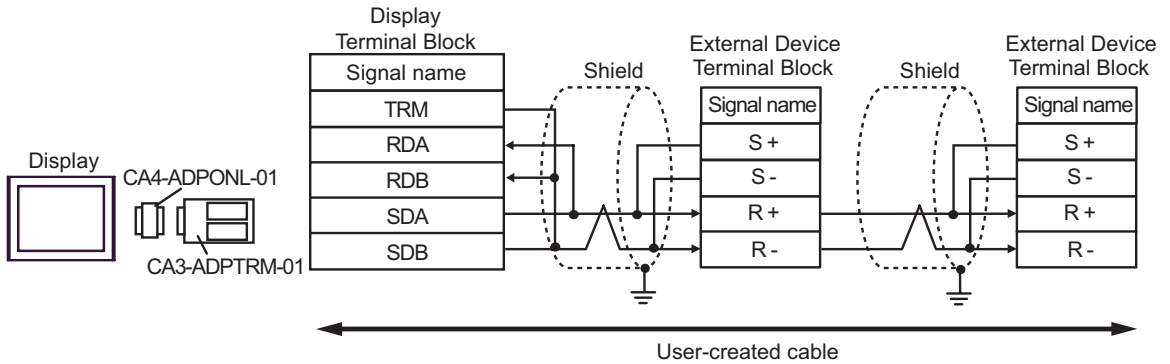 Display
Terminal Block
Signal name
TRM
RDA
RDB
SDA
SDB
Display
CA4-ADPONL-01
CA3-ADPTRM-01
Shield
External Device
Terminal Block
Signal name
S +
S -
R +
R -
Shield
External Device
Terminal Block
Signal name
S +
S -
R +
R -
User-created cable